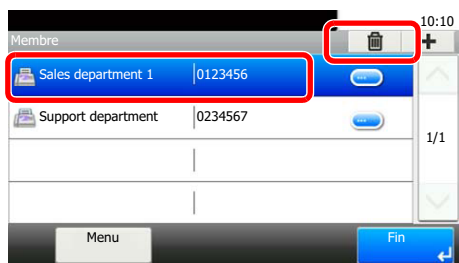 10:10
Membre
Sales department 1 0123456
Support department 0234567
1/1
Menu Fin